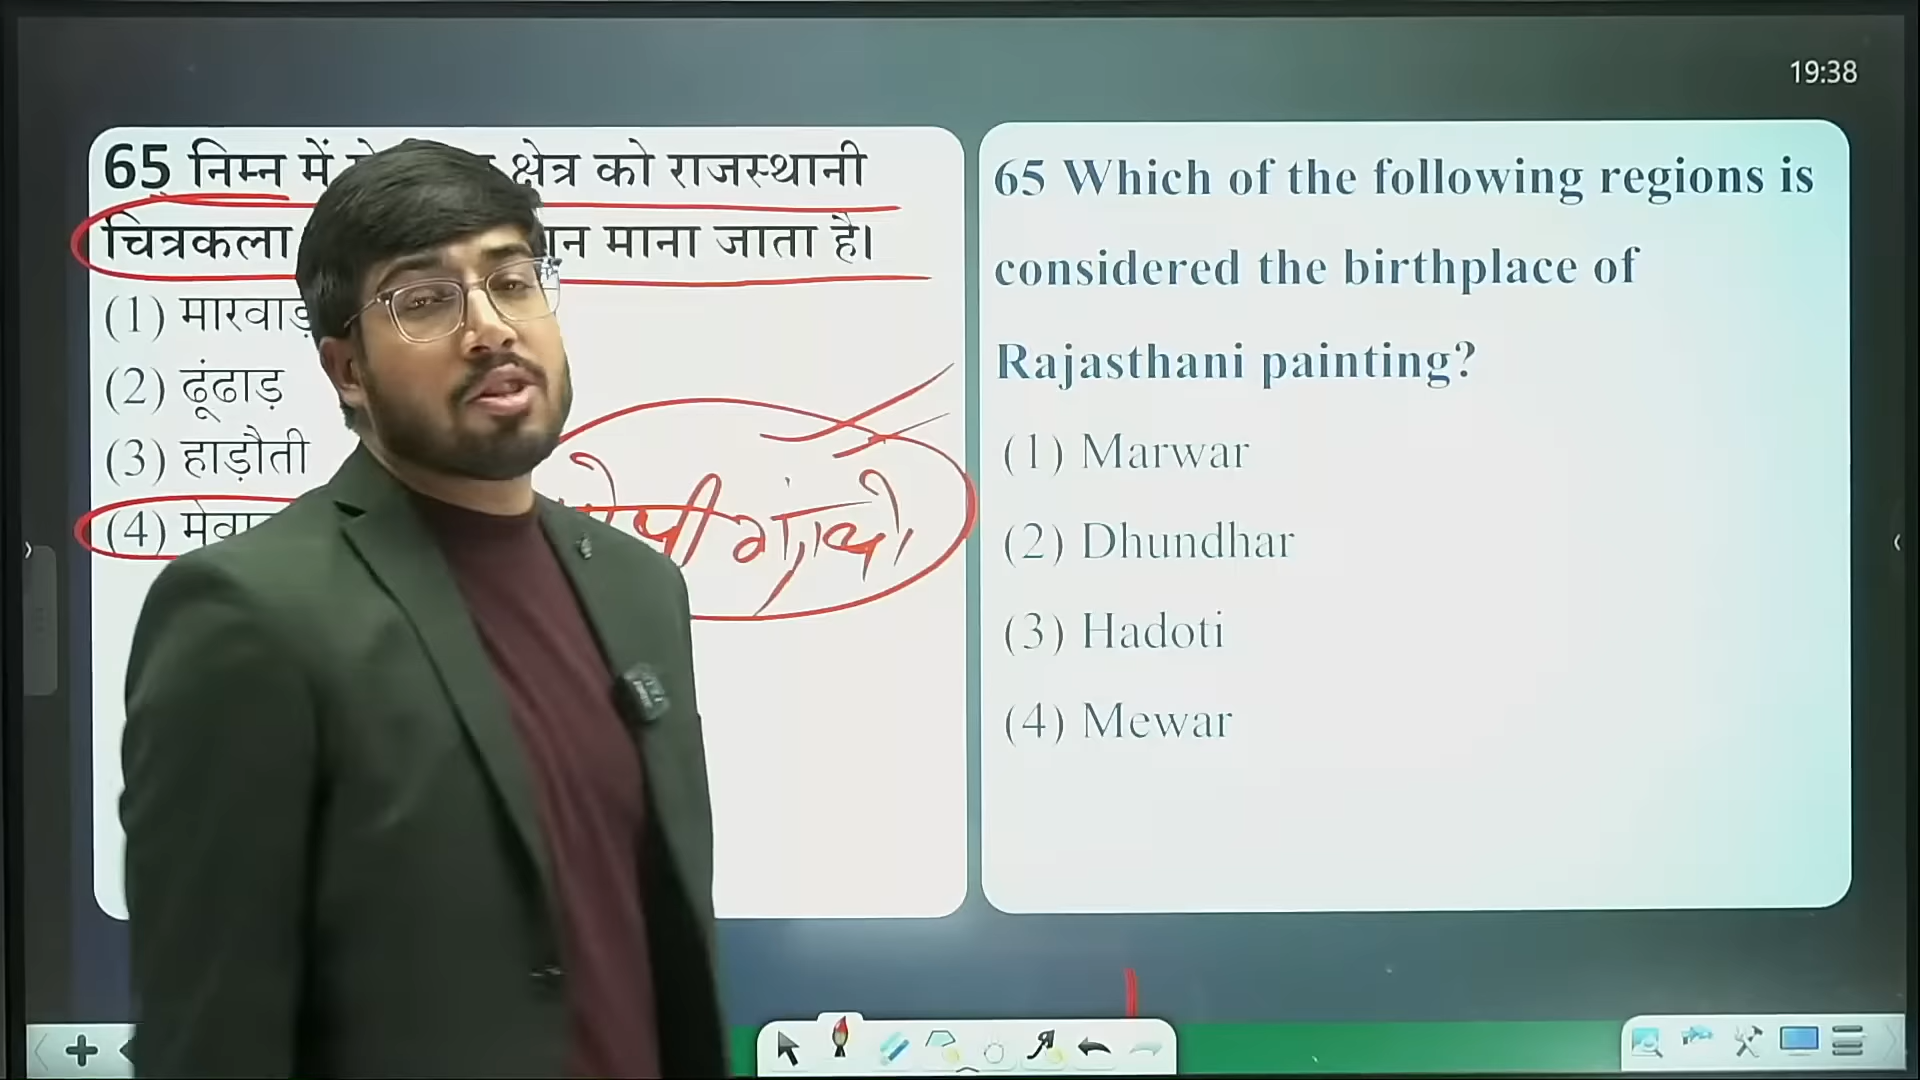 19:38
65 निम्न में क्षेत्र को राजस्थानी
चित्रकला माना जाता है।
(1) मारवाड़
(2) ढूंढाड़
(3) हाड़ौती
(4)
65 Which of the following regions is
considered the birthplace of
Rajasthani painting?
(1) Marwar
(2) Dhundhar
(3) Hadoti
(4) Mewar